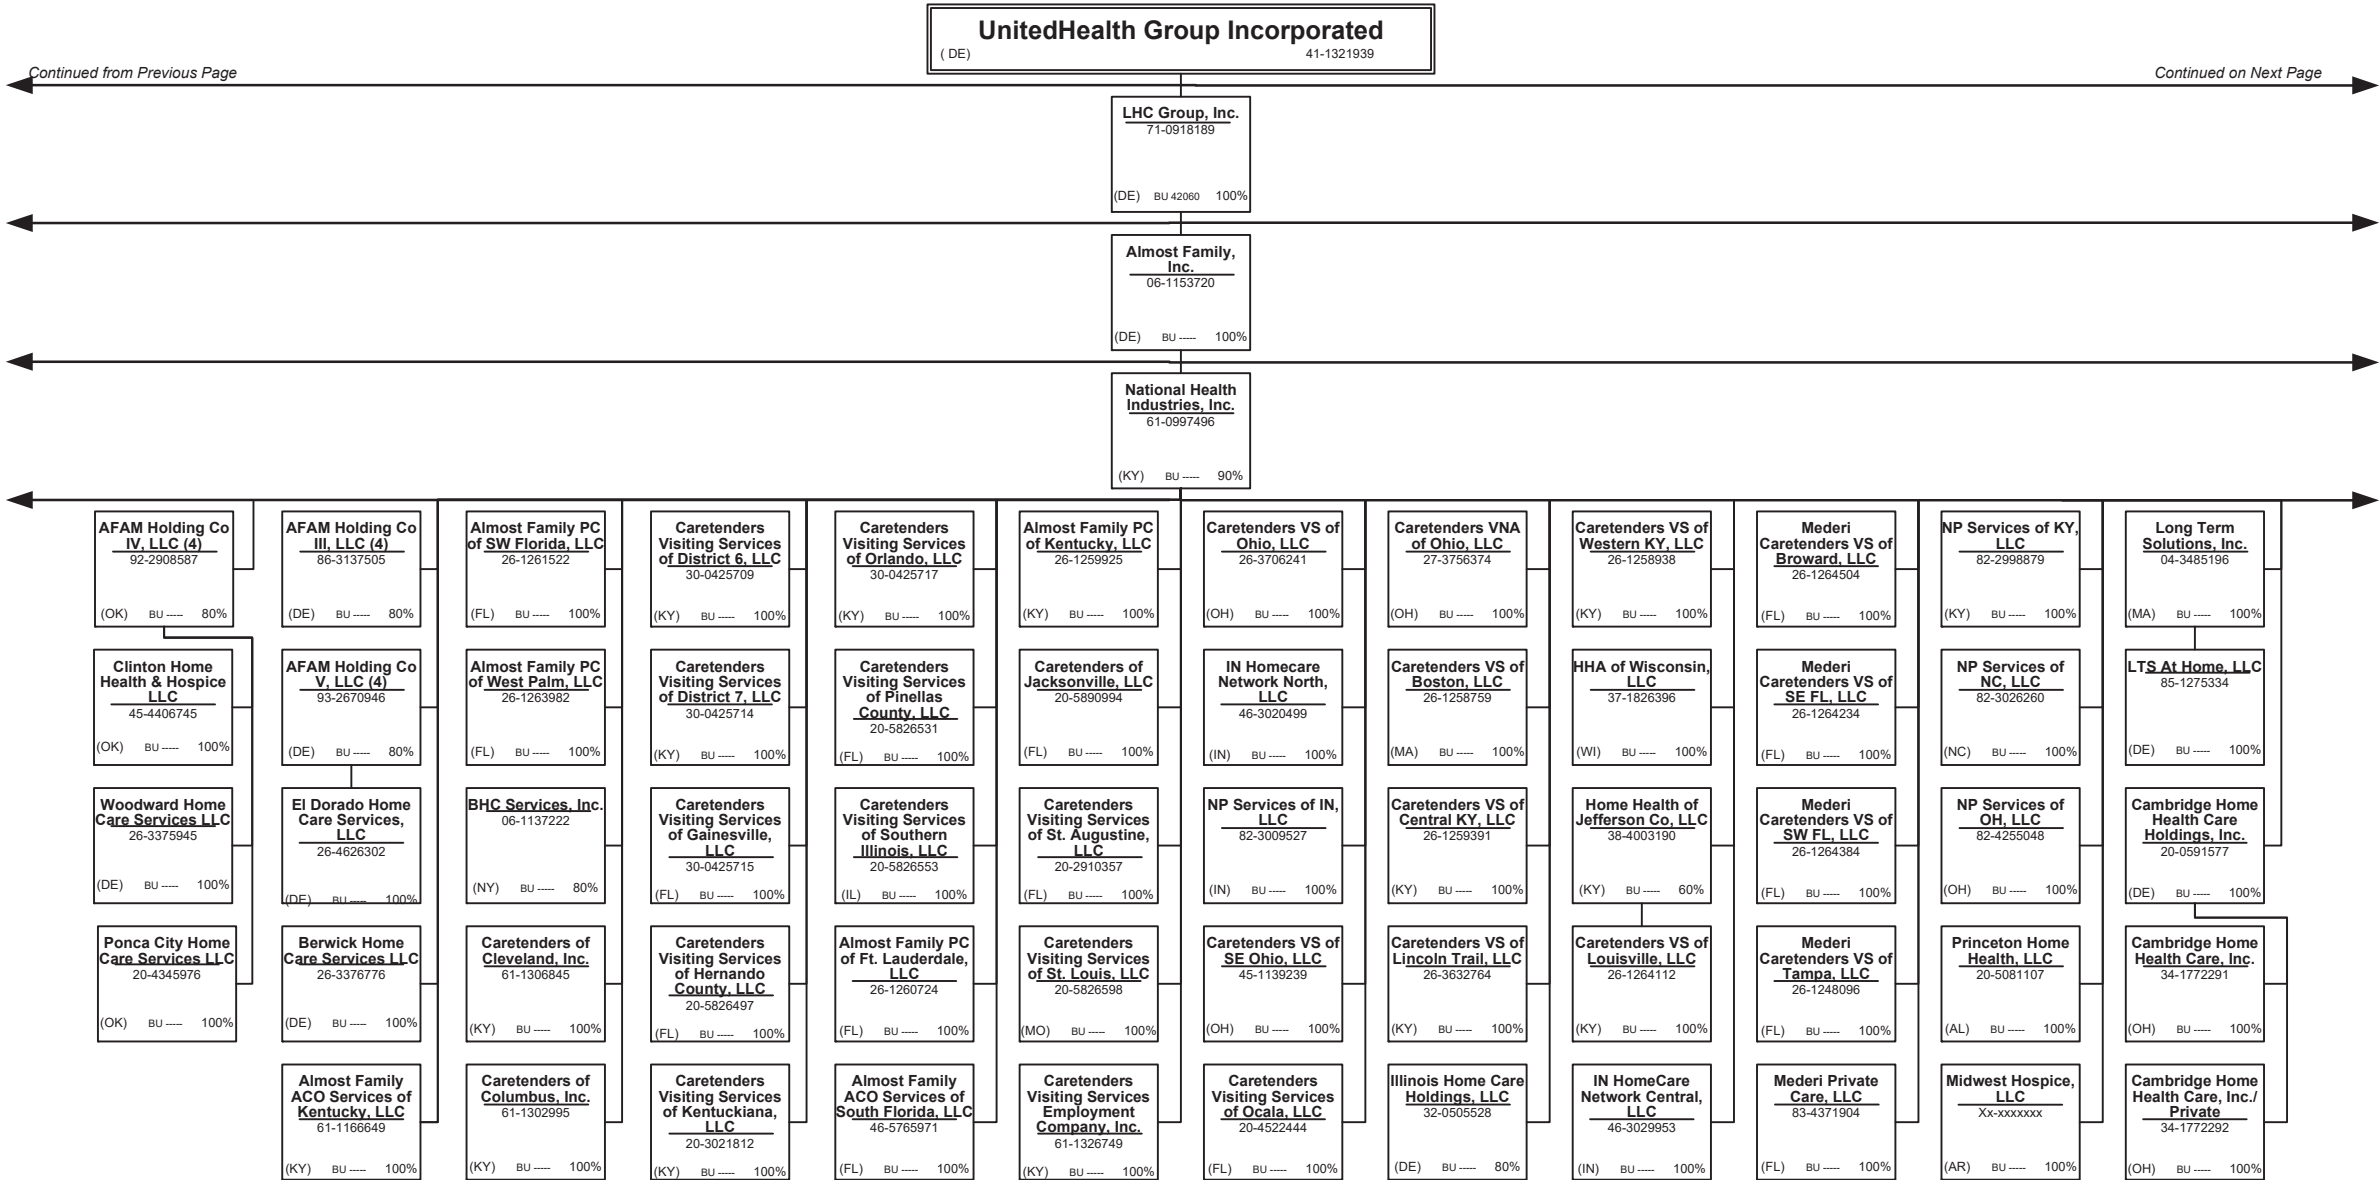 UnitedHealth Group Incorporated
( DE) 41-1321939
Continued from Previous Page
Continued on Next Page
LHC Group, Inc.
71-0918189
(DE) BU 42060 100%
Almost Family,
Inc.
06-1153720
(DE) BU ----- 100%
National Health
Industries, Inc.
61-0997496
(KY) BU ----- 90%
AFAM Holding Co
IV, LLC (4)
92-2908587
(OK) BU ----- 80%
AFAM Holding Co
III, LLC (4)
86-3137505
(DE) BU ----- 80%
Almost Family PC
of SW Florida, LLC
26-1261522
(FL) BU ----- 100%
Caretenders
Visiting Services
of District 6, LLC
30-0425709
(KY) BU ----- 100%
Caretenders
Visiting Services
of Orlando, LLC
30-0425717
(KY) BU ----- 100%
Almost Family PC
of Kentucky, LLC
26-1259925
(KY) BU ----- 100%
Caretenders VS of
Ohio, LLC
26-3706241
(OH) BU ----- 100%
Caretenders VNA
of Ohio, LLC
27-3756374
(OH) BU ----- 100%
Caretenders VS of
Western KY, LLC
26-1258938
(KY) BU ----- 100%
Mederi
Caretenders VS of
Broward, LLC
26-1264504
(FL) BU ----- 100%
NP Services of KY,
LLC
82-2998879
(KY) BU ----- 100%
Long Term
Solutions, Inc.
04-3485196
(MA) BU ----- 100%
Clinton Home
Health & Hospice
LLC
45-4406745
(OK) BU ----- 100%
AFAM Holding Co
V, LLC (4)
93-2670946
(DE) BU ----- 80%
Almost Family PC
of West Palm, LLC
26-1263982
(FL) BU ----- 100%
Caretenders
Visiting Services
of District 7, LLC
30-0425714
(KY) BU ----- 100%
Caretenders
Visiting Services
of Pinellas
County, LLC
20-5826531
(FL) BU ----- 100%
Caretenders of
Jacksonville, LLC
20-5890994
(FL) BU ----- 100%
IN Homecare
Network North,
LLC
46-3020499
(IN) BU ----- 100%
Caretenders VS of
Boston, LLC
26-1258759
(MA) BU ----- 100%
HHA of Wisconsin,
LLC
37-1826396
(WI) BU ----- 100%
Mederi
Caretenders VS of
SE FL, LLC
26-1264234
(FL) BU ----- 100%
NP Services of
NC, LLC
82-3026260
(NC) BU ----- 100%
LTS At Home, LLC
85-1275334
(DE) BU ----- 100%
Woodward Home
Care Services LLC
26-3375945
(DE) BU ----- 100%
El Dorado Home
Care Services,
LLC
26-4626302
(DE) BU ----- 100%
BHC Services, Inc.
06-1137222
(NY) BU ----- 80%
Caretenders
Visiting Services
of Gainesville,
LLC
30-0425715
(FL) BU ----- 100%
Caretenders
Visiting Services
of Southern
Illinois, LLC
20-5826553
(IL) BU ----- 100%
Caretenders
Visiting Services
of St. Augustine,
LLC
20-2910357
(FL) BU ----- 100%
NP Services of IN,
LLC
82-3009527
(IN) BU ----- 100%
Caretenders VS of
Central KY, LLC
26-1259391
(KY) BU ----- 100%
Home Health of
Jefferson Co, LLC
38-4003190
(KY) BU ----- 60%
Mederi
Caretenders VS of
SW FL, LLC
26-1264384
(FL) BU ----- 100%
NP Services of
OH, LLC
82-4255048
(OH) BU ----- 100%
Cambridge Home
Health Care
Holdings, Inc.
20-0591577
(DE) BU ----- 100%
Ponca City Home
Care Services LLC
20-4345976
(OK) BU ----- 100%
Berwick Home
Care Services LLC
26-3376776
(DE) BU ----- 100%
Caretenders of
Cleveland, Inc.
61-1306845
(KY) BU ----- 100%
Caretenders
Visiting Services
of Hernando
County, LLC
20-5826497
(FL) BU ----- 100%
Almost Family PC
of Ft. Lauderdale,
LLC
26-1260724
(FL) BU ----- 100%
Caretenders
Visiting Services
of St. Louis, LLC
20-5826598
(MO) BU ----- 100%
Caretenders VS of
SE Ohio, LLC
45-1139239
(OH) BU ----- 100%
Caretenders VS of
Lincoln Trail, LLC
26-3632764
(KY) BU ----- 100%
Caretenders VS of
Louisville, LLC
26-1264112
(KY) BU ----- 100%
Mederi
Caretenders VS of
Tampa, LLC
26-1248096
(FL) BU ----- 100%
Princeton Home
Health, LLC
20-5081107
(AL) BU ----- 100%
Cambridge Home
Health Care, Inc.
34-1772291
(OH) BU ----- 100%
Almost Family
ACO Services of
Kentucky, LLC
61-1166649
(KY) BU ----- 100%
Caretenders of
Columbus, Inc.
61-1302995
(KY) BU ----- 100%
Caretenders
Visiting Services
of Kentuckiana,
LLC
20-3021812
(KY) BU ----- 100%
Almost Family
ACO Services of
South Florida, LLC
46-5765971
(FL) BU ----- 100%
Caretenders
Visiting Services
Employment
Company, Inc.
61-1326749
(KY) BU ----- 100%
Caretenders
Visiting Services
of Ocala, LLC
20-4522444
(FL) BU ----- 100%
Illinois Home Care
Holdings, LLC
32-0505528
(DE) BU ----- 80%
IN HomeCare
Network Central,
LLC
46-3029953
(IN) BU ----- 100%
Mederi Private
Care, LLC
83-4371904
(FL) BU ----- 100%
Midwest Hospice,
LLC
Xx-xxxxxxx
(AR) BU ----- 100%
Cambridge Home
Health Care, Inc./
Private
34-1772292
(OH) BU ----- 100%